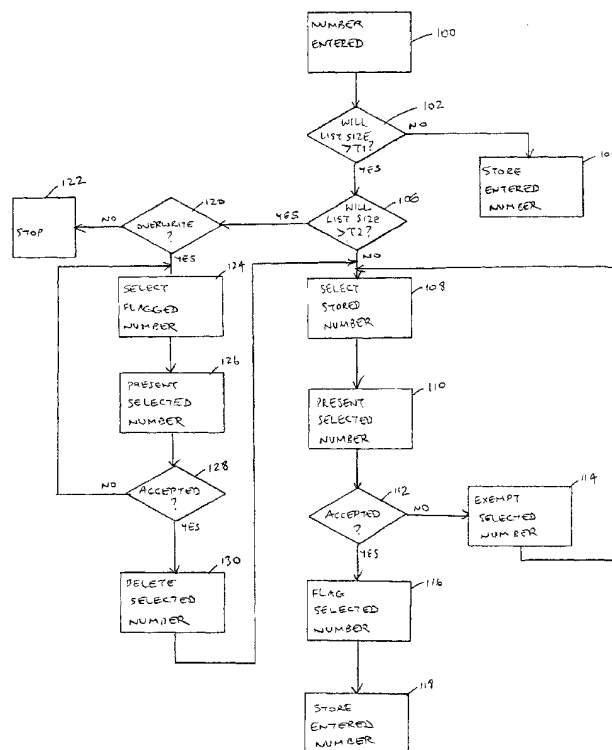 NUMBER
ENTERED
100
WILL
LIST SIZE
>T1?
102
NO
YES
10
STORE
ENTERED
NUMBER
122
STOP
NO
120
OVERWRITE
?
YES
YES
WILL
LIST SIZE
>T2?
106
NO
124
SELECT
FLAGGED
NUMBER
SELECT
STORED
NUMBER
108
126
PRESENT
SELECTED
NUMBER
PRESENT
SELECTED
NUMBER
110
128
NO
ACCEPTED
?
YES
112
ACCEPTED
?
NO
YES
114
EXEMPT
SELECTED
NUMBER
130
DELETE
SELECTED
NUMBER
FLAG
SELECTED
NUMBER
116
118
STORE
ENTERED
NUMBER